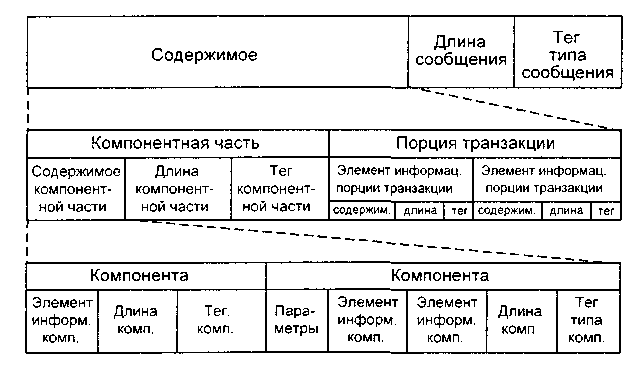 Содержимое
Длина
сообщения
Тег
типа
сообщения
Компонентная часть
Порция транзакции
Содержимое
компонент-
ной части
Длина
компонент-
ной части
Тег
компонент-
ной части
Элемент информац.
порции транзакции
Элемент информац.
порции транзакции
содержим.
длина
тег
содержим.
длина
тег
Компонента
Компонента
Элемент
информ.
комп.
Длина
комп.
Тег.
комп.
Пара-
метры
Элемент
информ.
комп.
Элемент
информ.
комп.
Длина
комп
Тег
типа
комп.